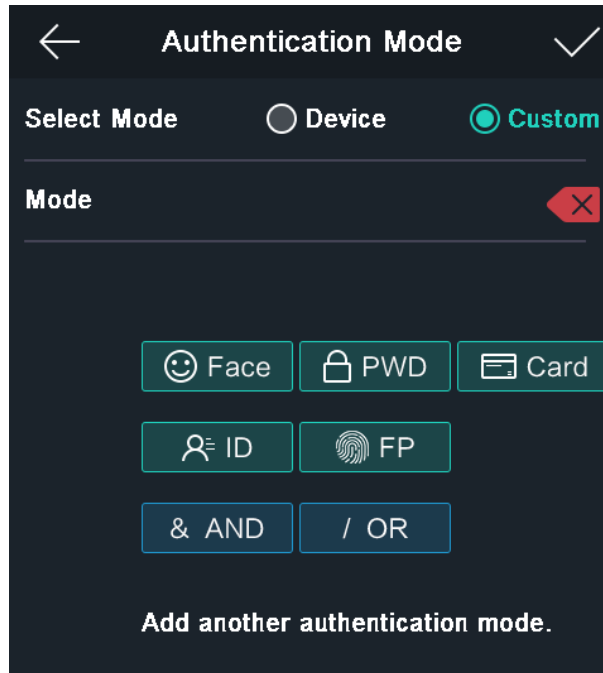 Authentication Mode
Select Mode Device Custom
Mode
Face PWD Card
ID FP
& AND / OR
Add another authentication mode.